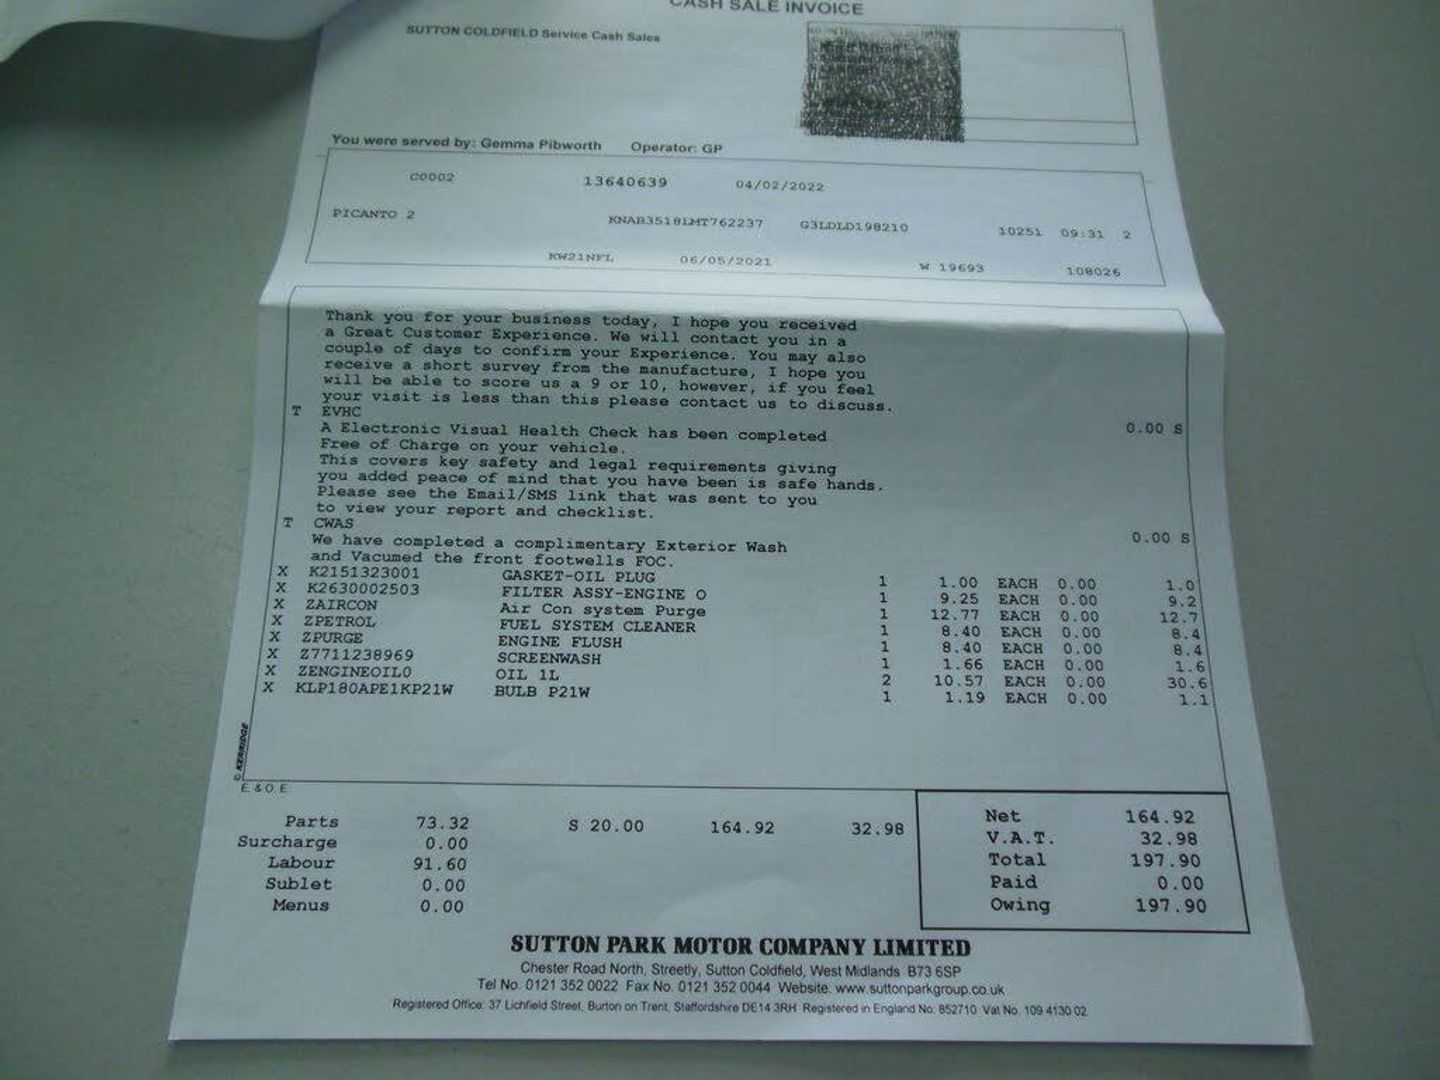 CASH SALE INVOICE
SUTTON COLDFIELD Service Cash Sales
You were served by: Gemma Pibworth Operator: GP
C0002 13640639 04/02/2022
PICANTO 2 KNAB3518LMT762237 G3LDLD198210 10251 09:31 2
KW21NFL 06/05/2021 W 19693 108026
Thank you for your business today, I hope you received
a Great Customer Experience. We will contact you in a
couple of days to confirm your Experience. You may also
receive a short survey from the manufacture, I hope you
will be able to score us a 9 or 10, however, if you feel
your visit is less than this please contact us to discuss.
T EVHC 0.00 S
A Electronic Visual Health Check has been completed
Free of Charge on your vehicle.
This covers key safety and legal requirements giving
you added peace of mind that you have been is safe hands.
Please see the Email/SMS link that was sent to you
to view your report and checklist.
T CWAS 0.00 S
We have completed a complimentary Exterior Wash
and Vacumed the front footwells FOC.
X K2151323001 GASKET-OIL PLUG 1 1.00 EACH 0.00 1.0
X K2630002503 FILTER ASSY-ENGINE O 1 9.25 EACH 0.00 9.2
X ZAIRCON Air Con system Purge 1 12.77 EACH 0.00 12.7
X ZPETROL FUEL SYSTEM CLEANER 1 8.40 EACH 0.00 8.4
X ZPURGE ENGINE FLUSH 1 8.40 EACH 0.00 8.4
X Z7711238969 SCREENWASH 1 1.66 EACH 0.00 1.6
X ZENGINEOIL0 OIL 1L 2 10.57 EACH 0.00 30.6
X KLP180APE1KP21W BULB P21W 1 1.19 EACH 0.00 1.1
© KERRIDGE
E. & O. E.
Parts 73.32 S 20.00 164.92 32.98
Surcharge 0.00
Labour 91.60
Sublet 0.00
Menus 0.00
Net 164.92
V.A.T. 32.98
Total 197.90
Paid 0.00
Owing 197.90
SUTTON PARK MOTOR COMPANY LIMITED
Chester Road North, Streetly, Sutton Coldfield, West Midlands B73 6SP
Tel No. 0121 352 0022 Fax No. 0121 352 0044 Website: www.suttonparkgroup.co.uk
Registered Office: 37 Lichfield Street, Burton on Trent, Staffordshire DE14 3RH Registered in England No: 852710 Vat No. 109 4130 02